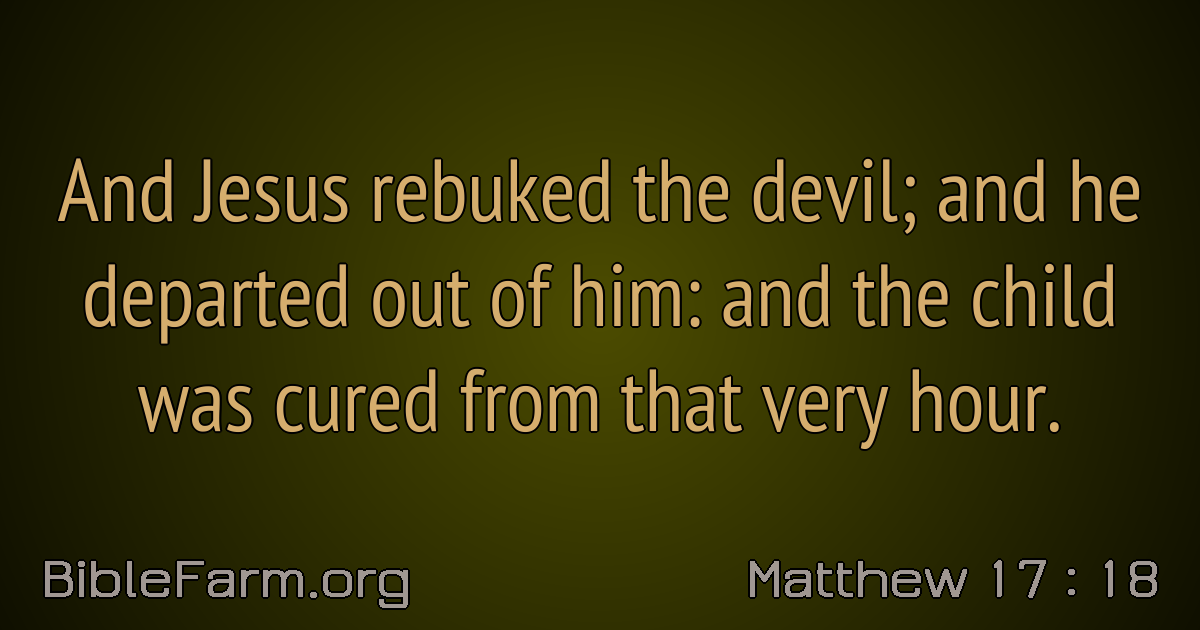 And Jesus rebuked the devil; and he
departed out of him: and the child
was cured from that very hour.
BibleFarm.org
Matthew 17 : 18